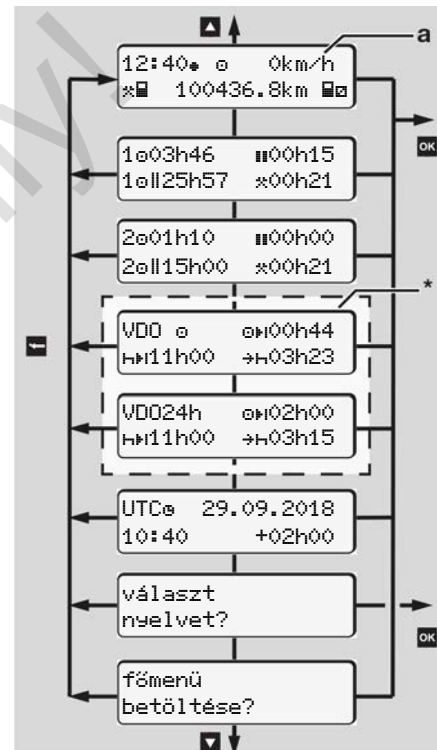 a
12:40● ⊙ 0km/h
⚒ 100436.8km
OK
1⊙03h46 00h15
1⊙||25h57 ⚒00h21
2⊙01h10 00h00
2⊙||15h00 ⚒00h21
*
VDO ⊙ ⊙00h44
11h00 03h23
VDO24h ⊙02h00
11h00 03h15
UTC 29.09.2018
10:40 +02h00
választ
nyelvet?
OK
főmenü
betöltése?